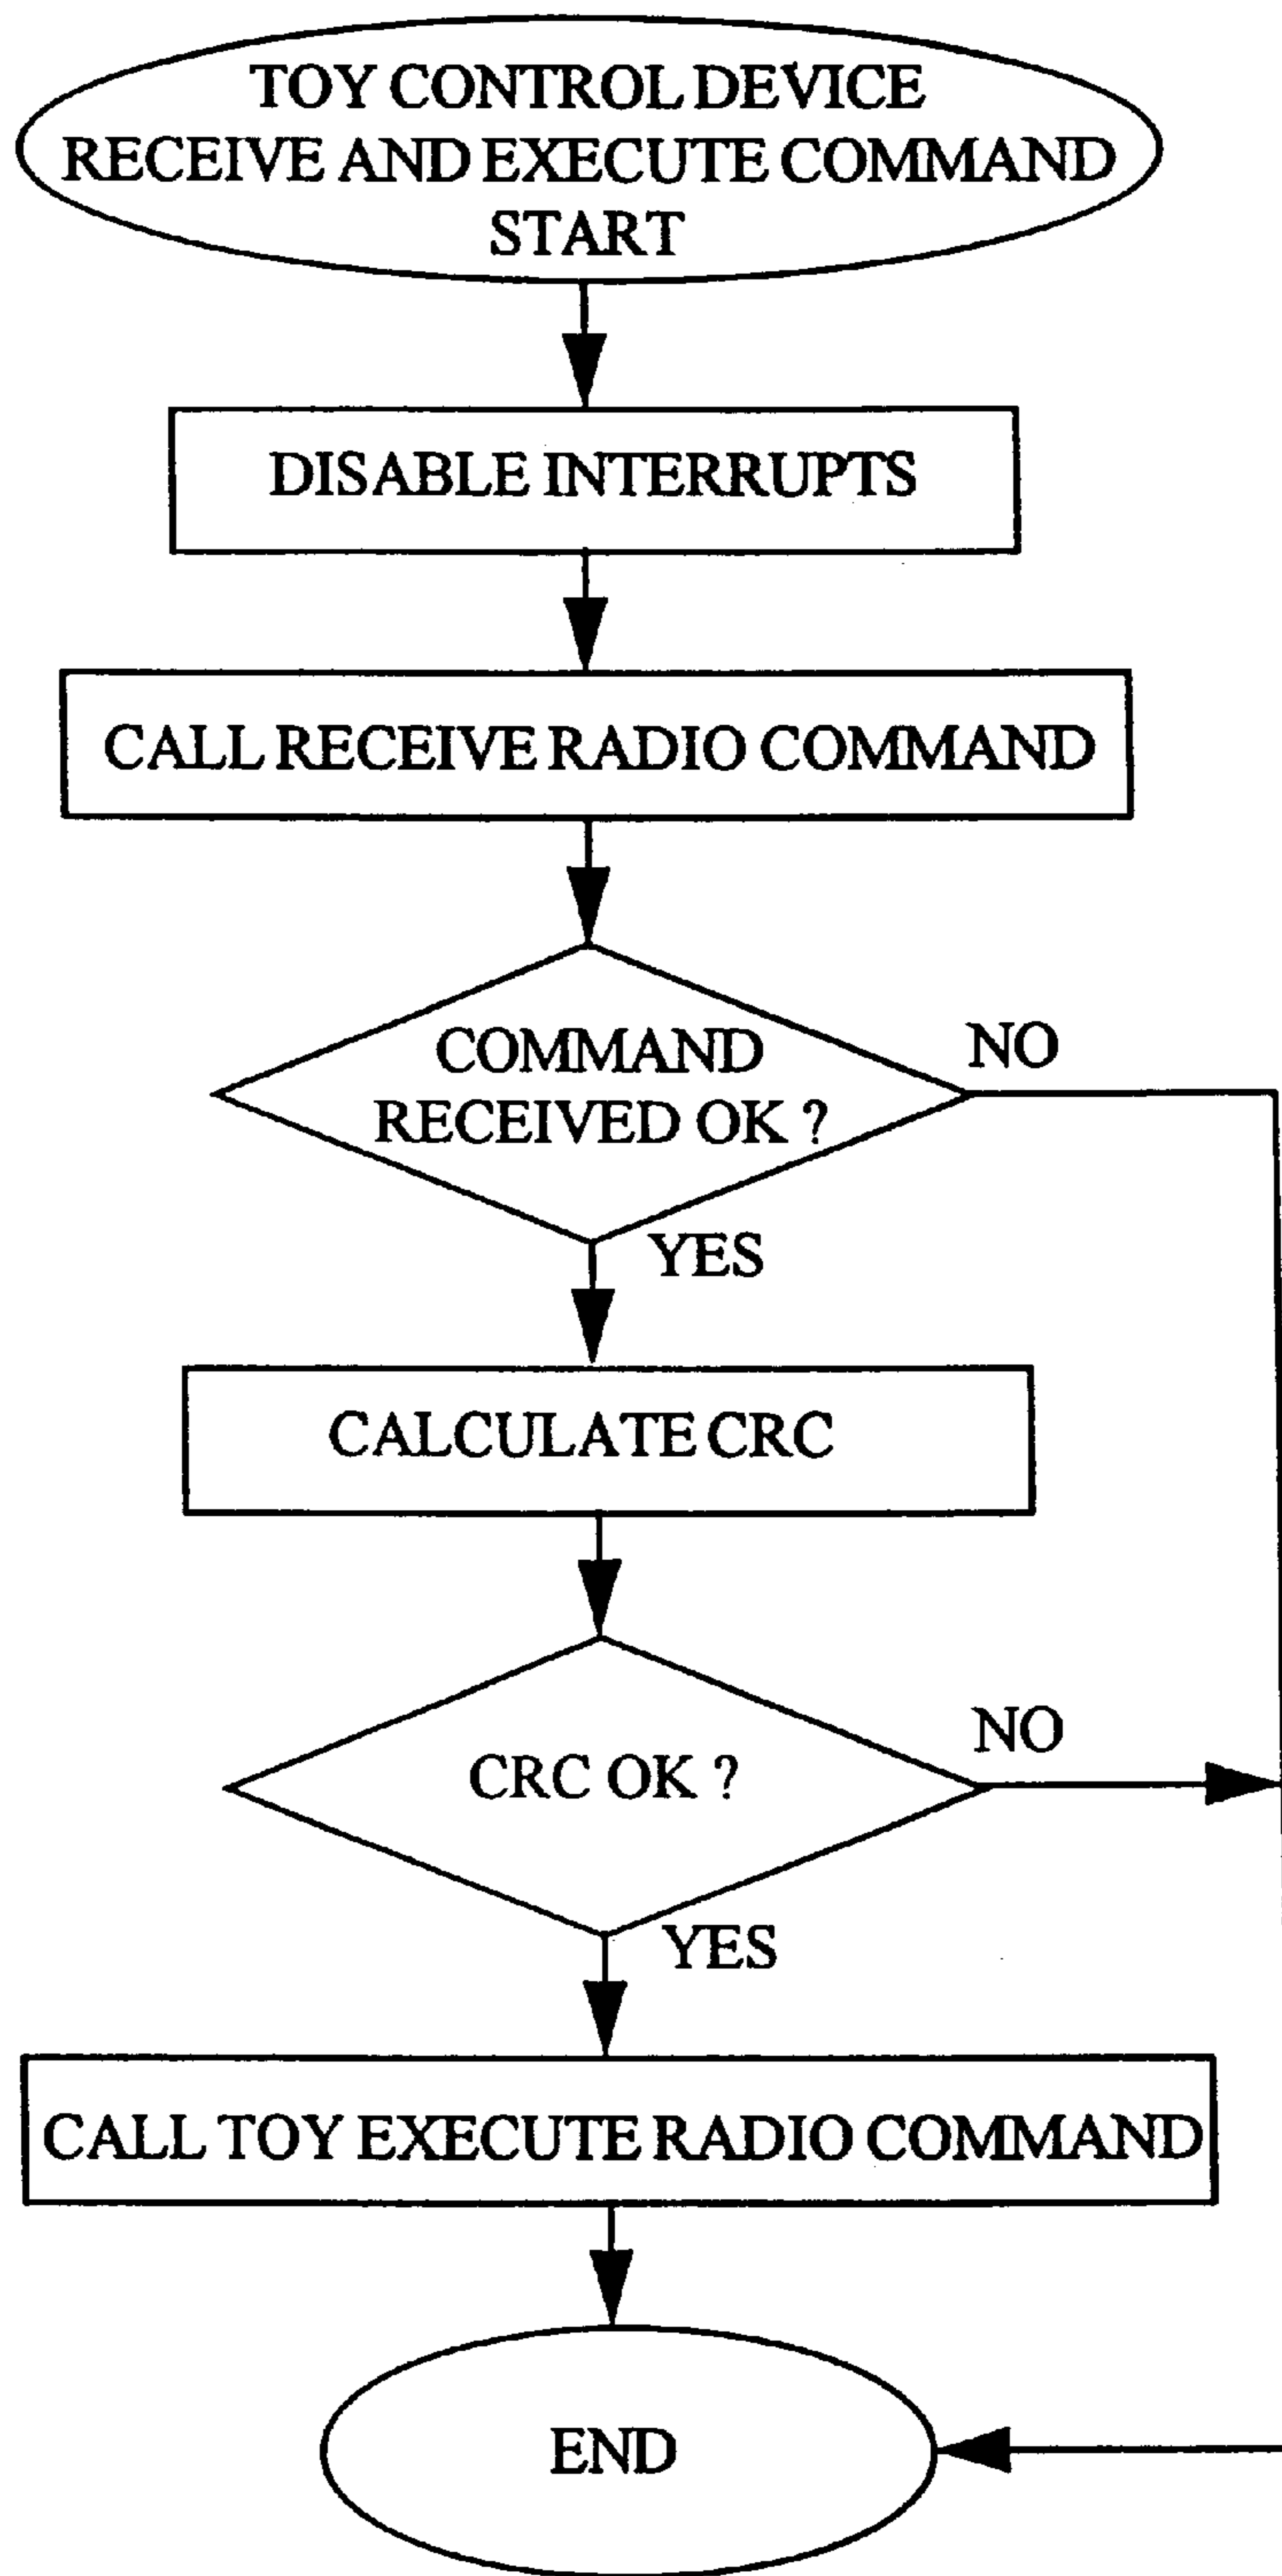 TOY CONTROL DEVICE
RECEIVE AND EXECUTE COMMAND
START
DISABLE INTERRUPTS
CALL RECEIVE RADIO COMMAND
COMMAND
RECEIVED OK ?
NO
YES
CALCULATE CRC
CRC OK ?
NO
YES
CALL TOY EXECUTE RADIO COMMAND
END